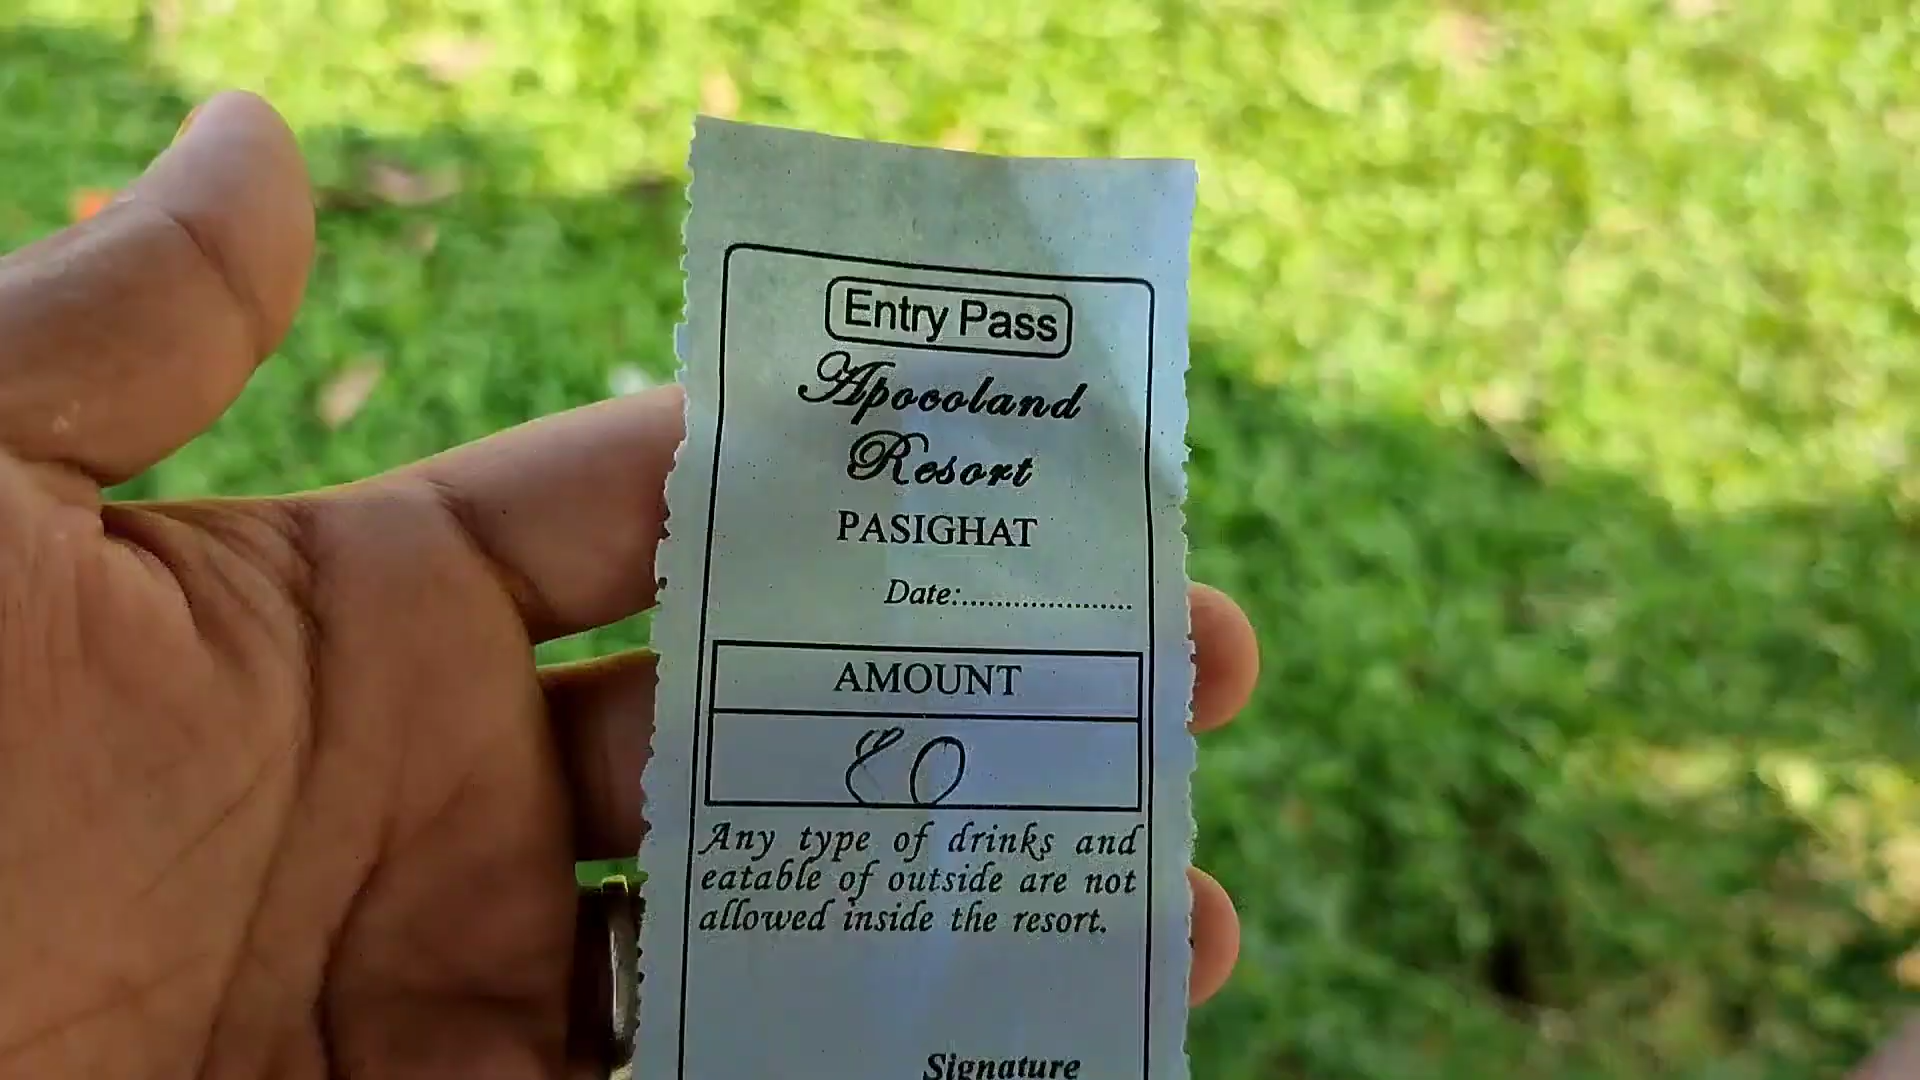 Entry Pass
Apocoland
Resort
PASIGHAT
Date:.....................
AMOUNT
80
Any type of drinks and
eatable of outside are not
allowed inside the resort.
Signature